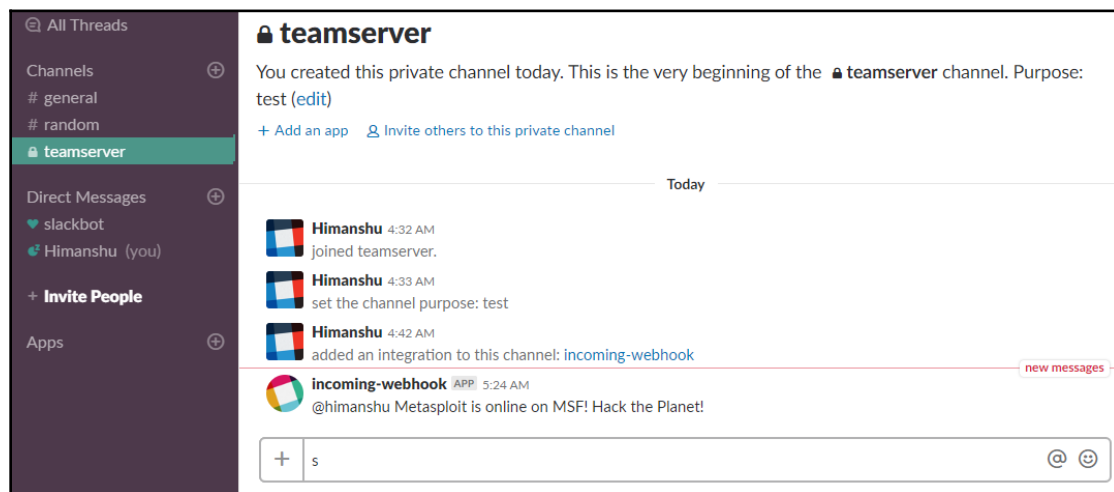 All Threads
Channels
# general
# random
teamserver
Direct Messages
slackbot
Himanshu (you)
+ Invite People
Apps
teamserver
You created this private channel today. This is the very beginning of the teamserver channel. Purpose:
test (edit)
+ Add an app Invite others to this private channel
Today
Himanshu 4:32 AM
joined teamserver.
Himanshu 4:33 AM
set the channel purpose: test
Himanshu 4:42 AM
added an integration to this channel: incoming-webhook
new messages
incoming-webhook APP 5:24 AM
@himanshu Metasploit is online on MSF! Hack the Planet!
+ s @